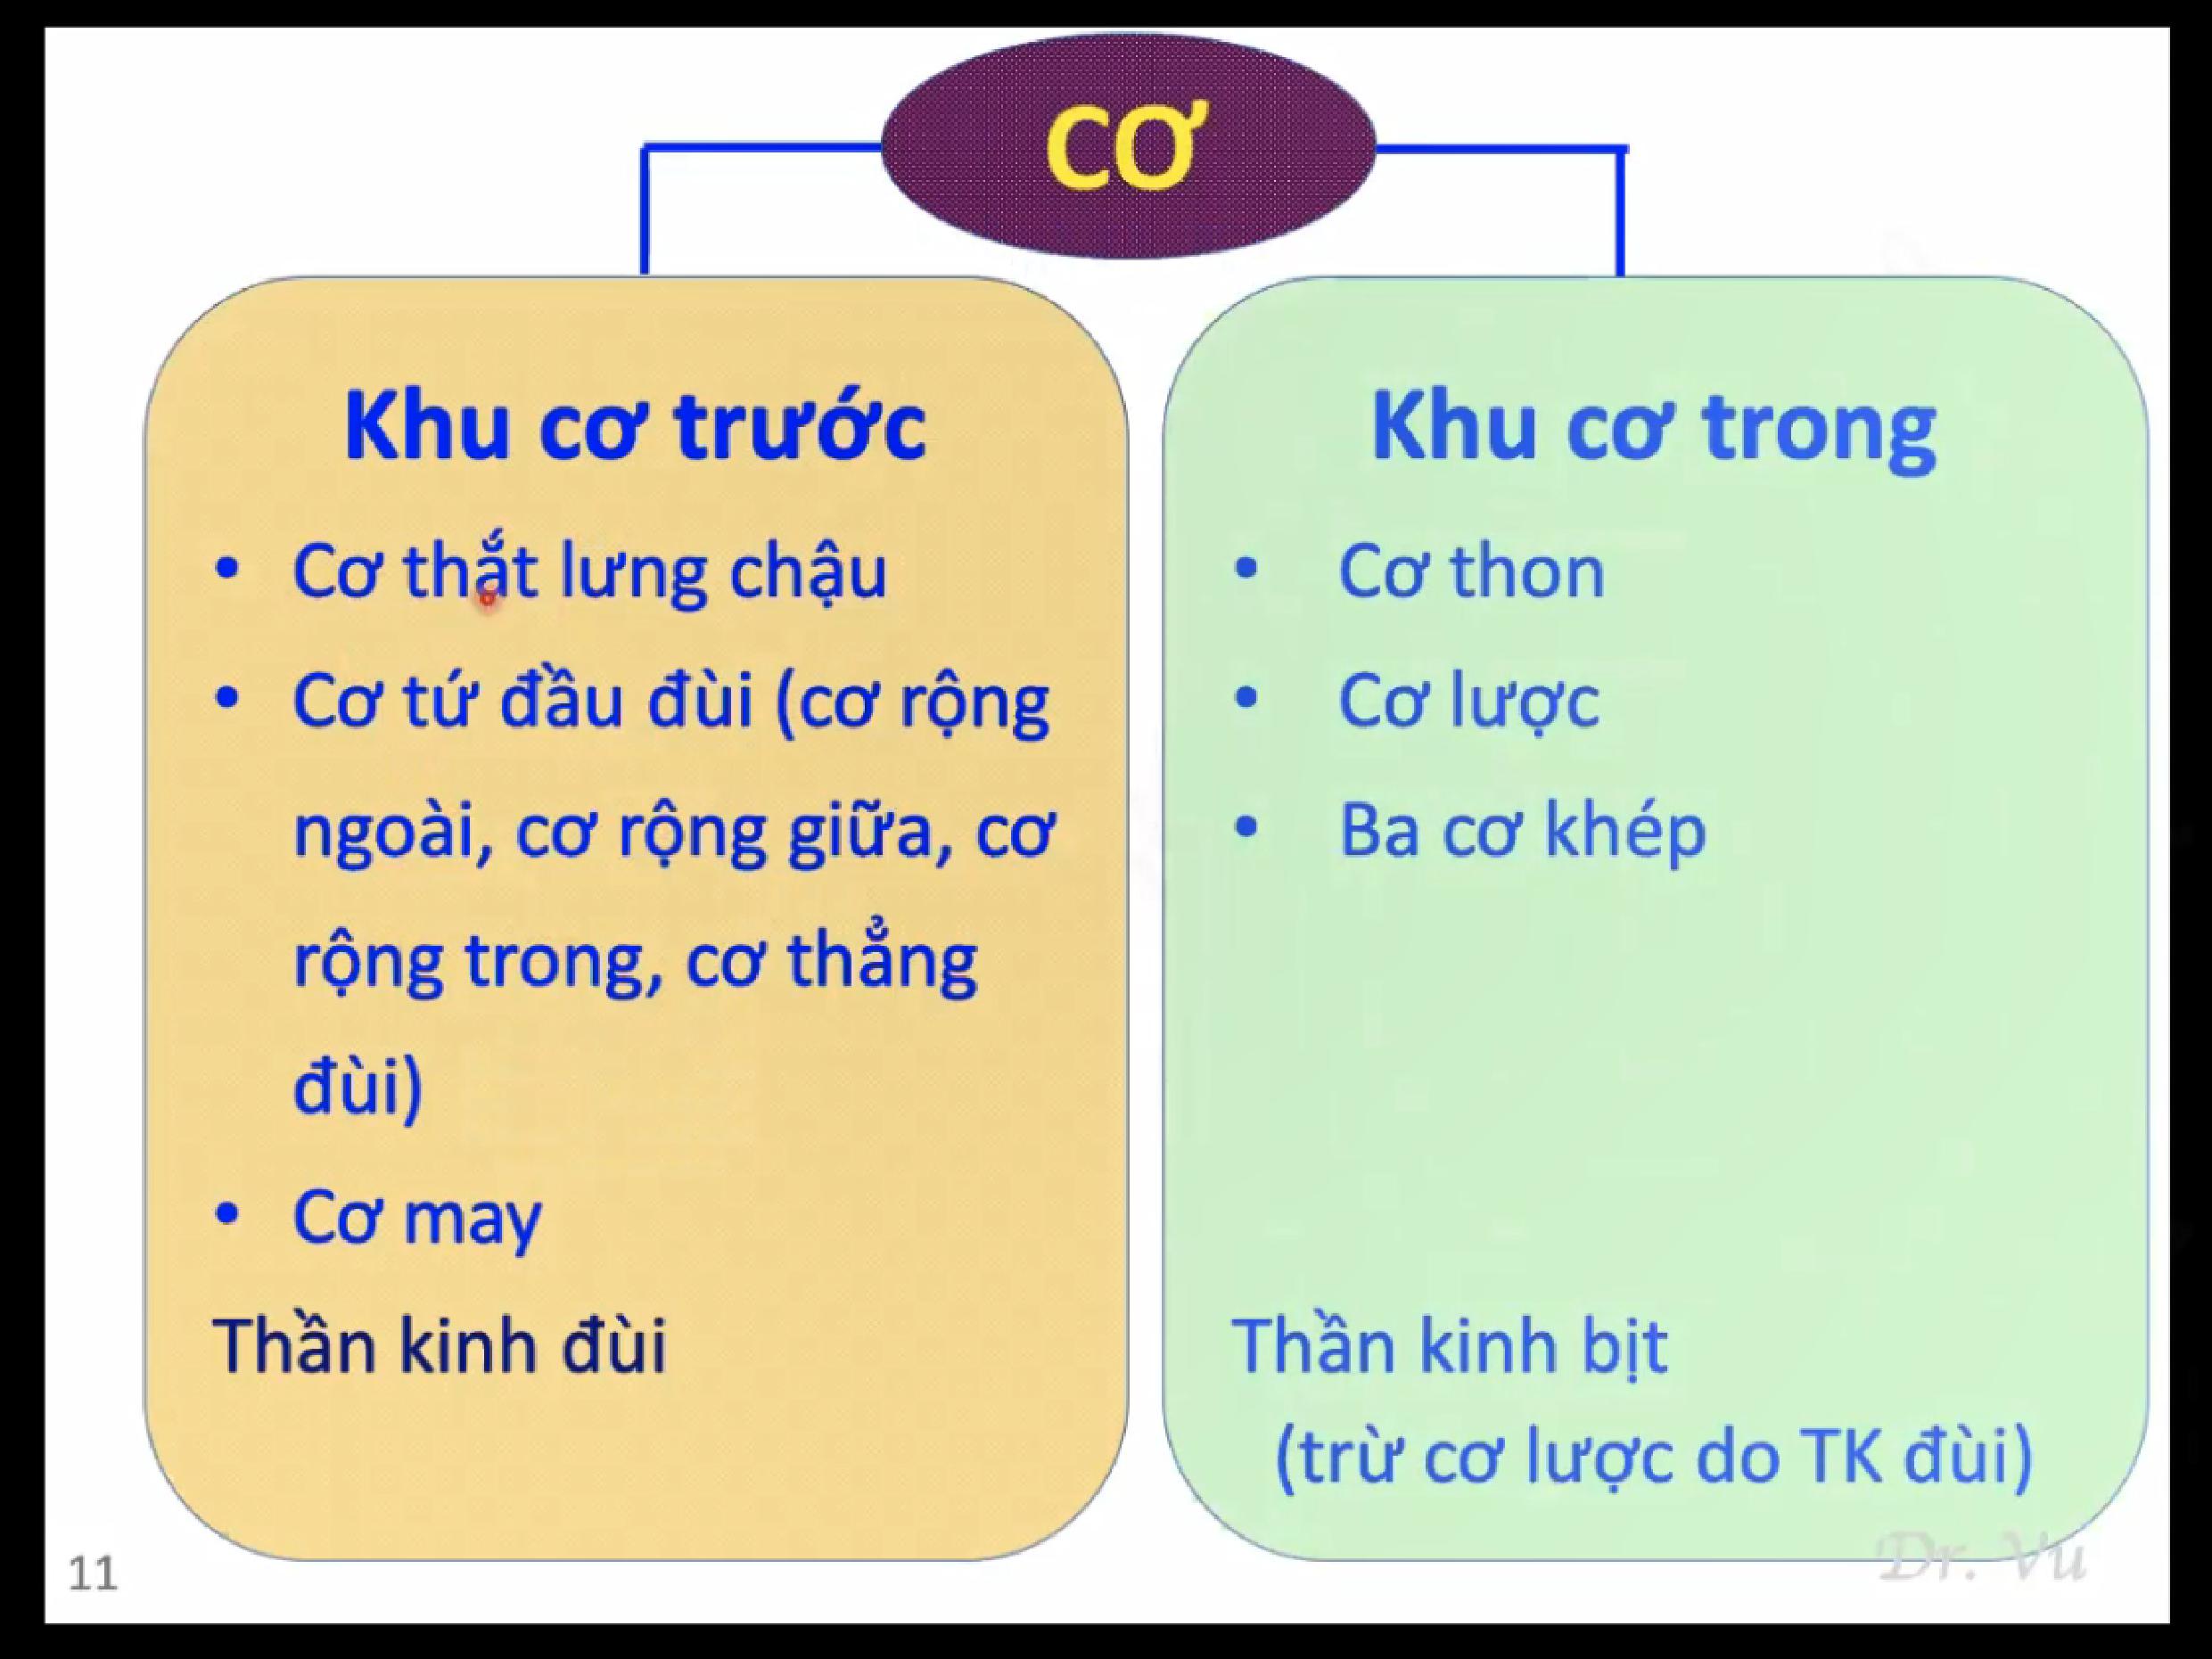 CƠ
Khu cơ trước
• Cơ thắt lưng chậu
• Cơ tứ đầu đùi (cơ rộng
ngoài, cơ rộng giữa, cơ
rộng trong, cơ thẳng
đùi)
• Cơ may
Thần kinh đùi
Khu cơ trong
• Cơ thon
• Cơ lược
• Ba cơ khép
Thần kinh bịt
(trừ cơ lược do TK đùi)
11
Dr. Vu